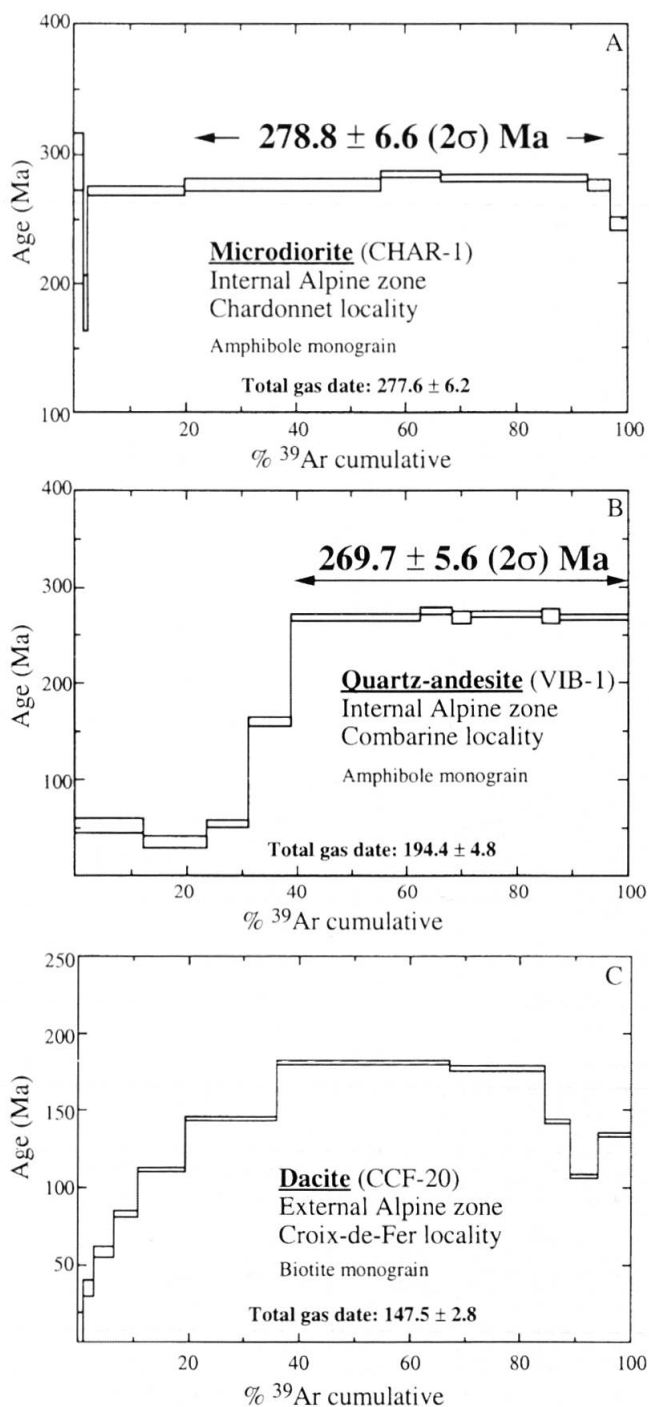 A
400
300
200
100
Age (Ma)
278.8 ± 6.6 (2σ) Ma
Microdiorite (CHAR-1)
Internal Alpine zone
Chardonnet locality
Amphibole monograin
Total gas date: 277.6 ± 6.2
20 40 60 80 100
% ³⁹Ar cumulative
B
400
300
200
100
Age (Ma)
269.7 ± 5.6 (2σ) Ma
Quartz-andesite (VIB-1)
Internal Alpine zone
Combarine locality
Amphibole monograin
Total gas date: 194.4 ± 4.8
20 40 60 80 100
% ³⁹Ar cumulative
C
250
200
150
100
50
Age (Ma)
Dacite (CCF-20)
External Alpine zone
Croix-de-Fer locality
Biotite monograin
Total gas date: 147.5 ± 2.8
20 40 60 80 100
% ³⁹Ar cumulative